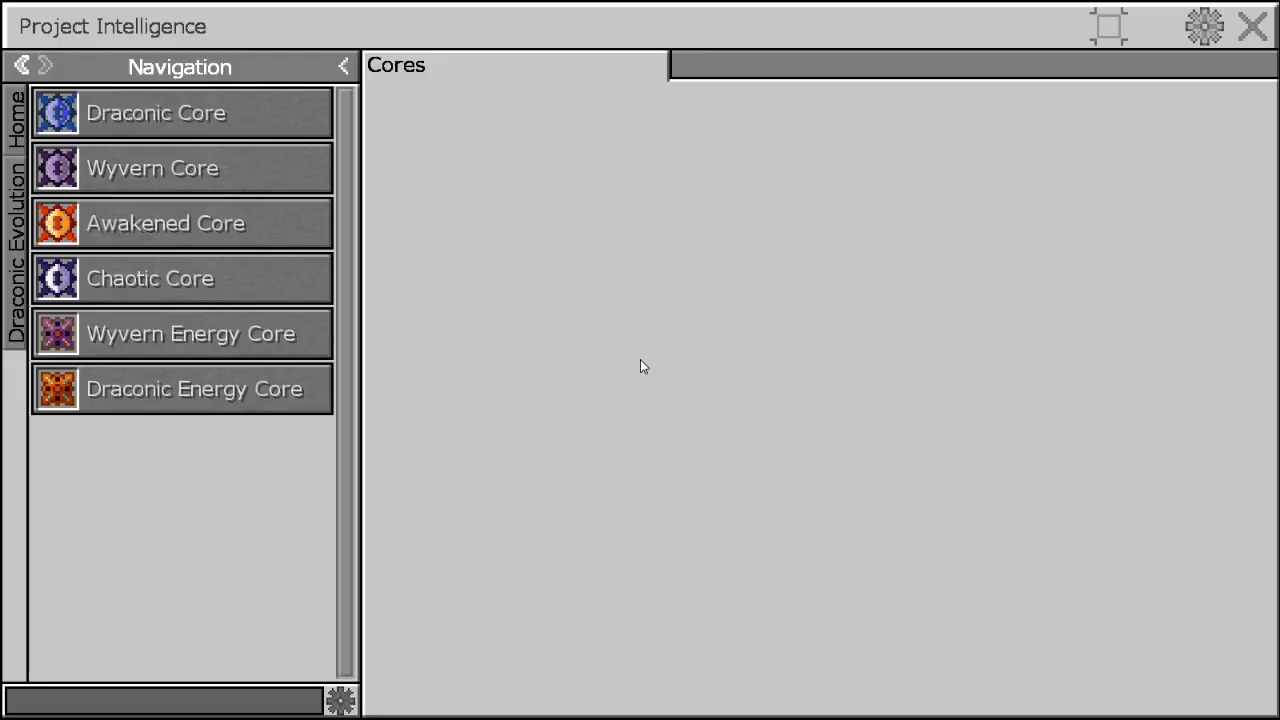 Project Intelligence
Navigation
Cores
Home
Draconic Evolution
Draconic Core
Wyvern Core
Awakened Core
Chaotic Core
Wyvern Energy Core
Draconic Energy Core